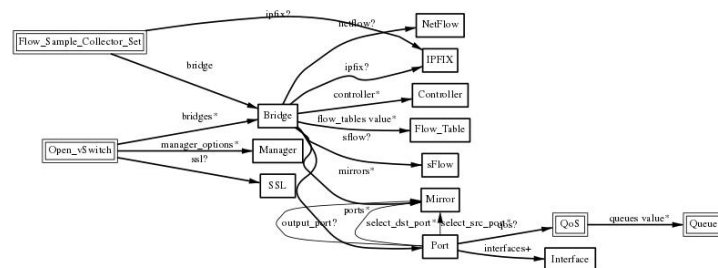 ipfix?
netflow?
NetFlow
Flow_Sample_Collector_Set
IPFIX
bridge
ipfix?
controller*
Controller
bridges*
Bridge
flow_tables value*
Flow_Table
Open_vSwitch
manager_options*
Manager
sflow?
ssl?
mirrors*
sFlow
SSL
Mirror
ports*
output_port?
select_dst_port*
select_src_port*
qos?
QoS
queues value*
Queue
Port
interfaces+
Interface